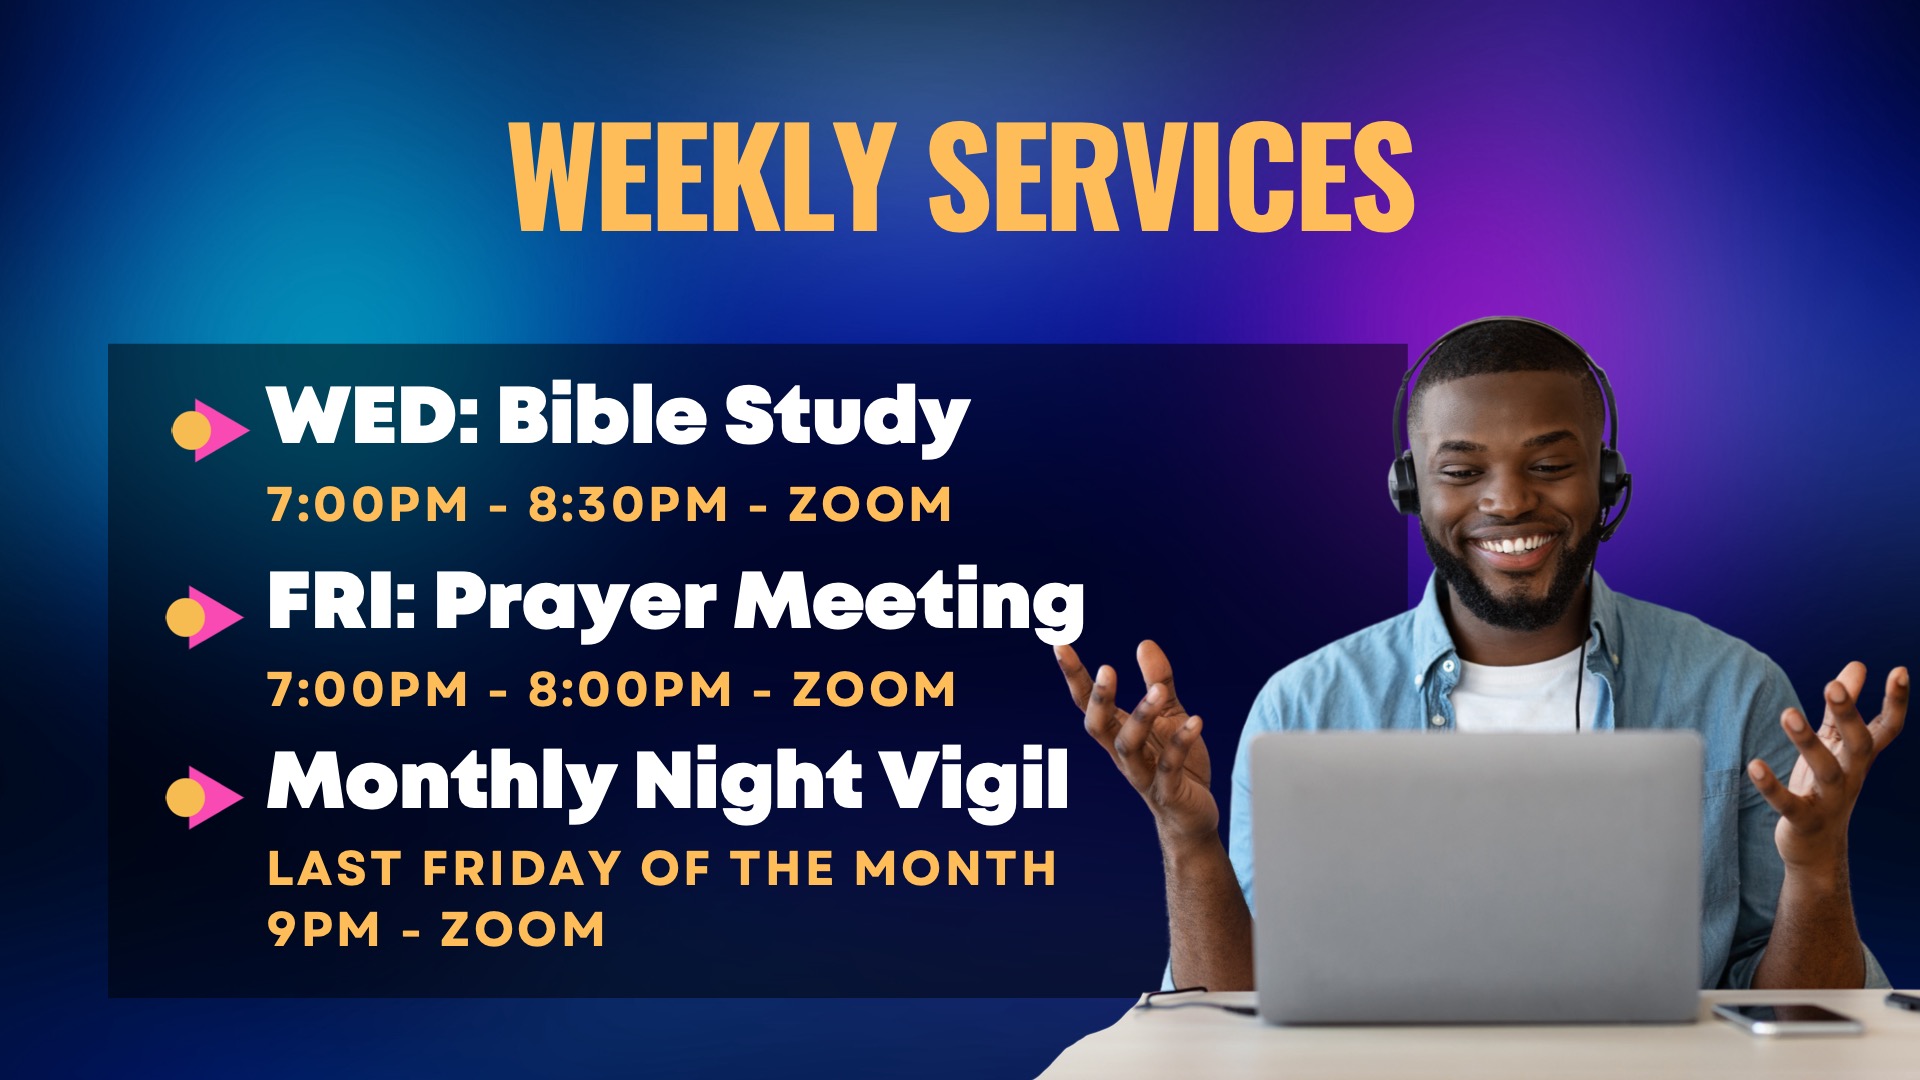 WEEKLY SERVICES
WED: Bible Study
7:00PM - 8:30PM - ZOOM
FRI: Prayer Meeting
7:00PM - 8:00PM - ZOOM
Monthly Night Vigil
LAST FRIDAY OF THE MONTH
9PM - ZOOM